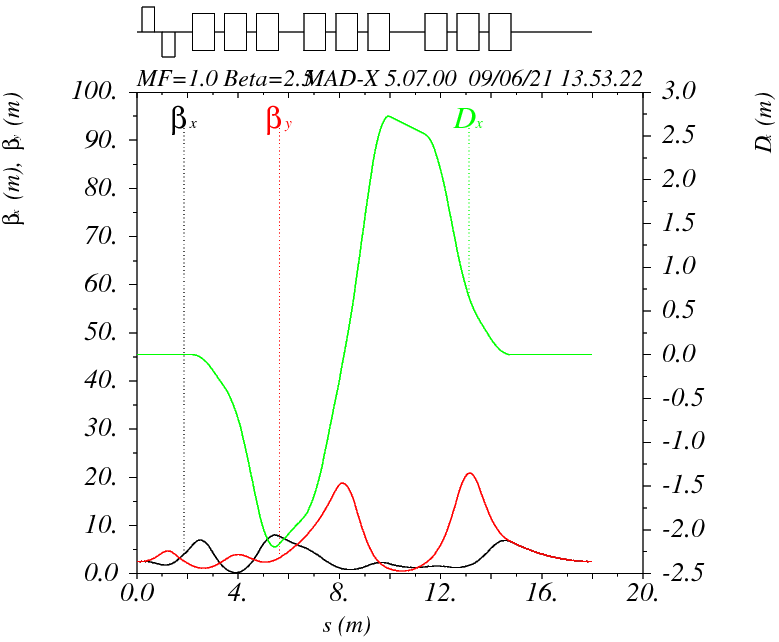 MF=1.0 Beta=2.5 MAD-X 5.07.00 09/06/21 13.53.22
βx (m), βy (m)
100.
90.
80.
70.
60.
50.
40.
30.
20.
10.
0.0
βx
βy
Dx
3.0
2.5
2.0
1.5
1.0
0.5
0.0
-0.5
-1.0
-1.5
-2.0
-2.5
Dx (m)
0.0 4. 8. 12. 16. 20.
s (m)